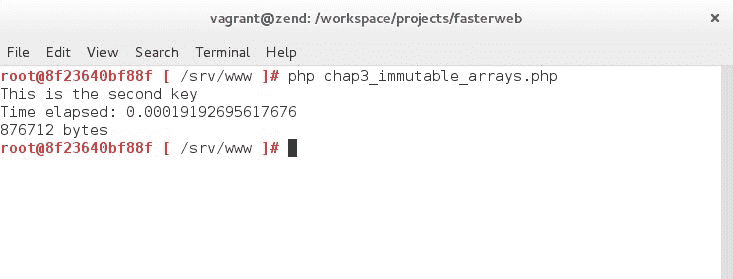 vagrant@zend: /workspace/projects/fasterweb ×
File Edit View Search Terminal Help
root@8f23640bf88f [ /srv/www ]# php chap3_immutable_arrays.php
This is the second key
Time elapsed: 0.00019192695617676
876712 bytes
root@8f23640bf88f [ /srv/www ]#